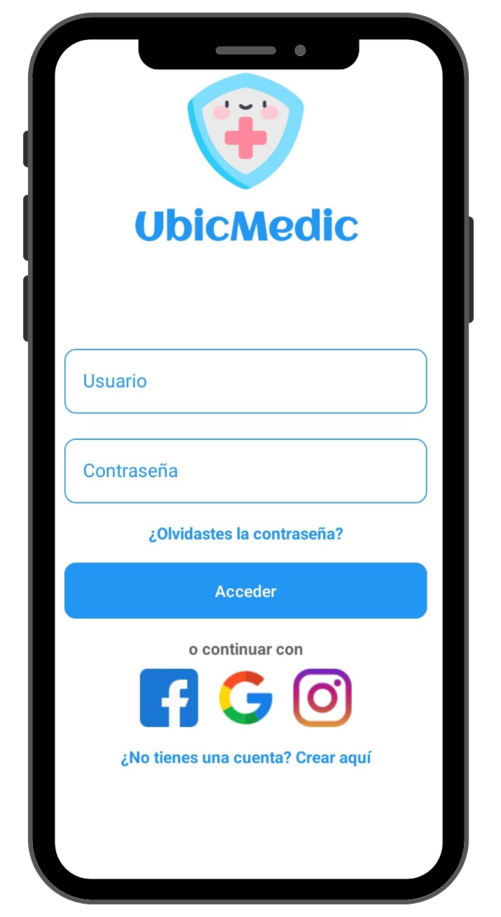 UbicMedic
Usuario
Contraseña
¿Olvidastes la contraseña?
Acceder
o continuar con
¿No tienes una cuenta? Crear aquí